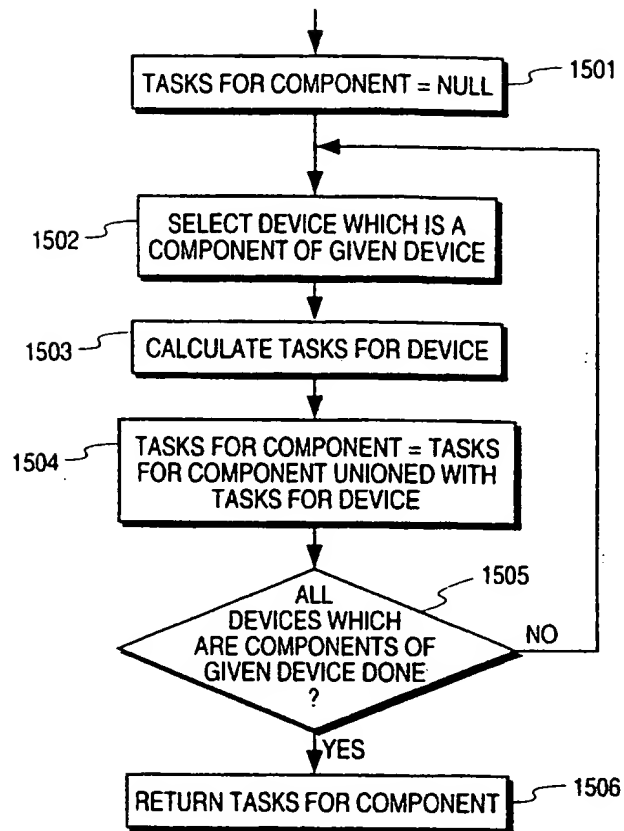 TASKS FOR COMPONENT = NULL
1501
1502
SELECT DEVICE WHICH IS A
COMPONENT OF GIVEN DEVICE
1503
CALCULATE TASKS FOR DEVICE
1504
TASKS FOR COMPONENT = TASKS
FOR COMPONENT UNIONED WITH
TASKS FOR DEVICE
1505
ALL
DEVICES WHICH
ARE COMPONENTS OF
GIVEN DEVICE DONE
?
NO
YES
RETURN TASKS FOR COMPONENT
1506